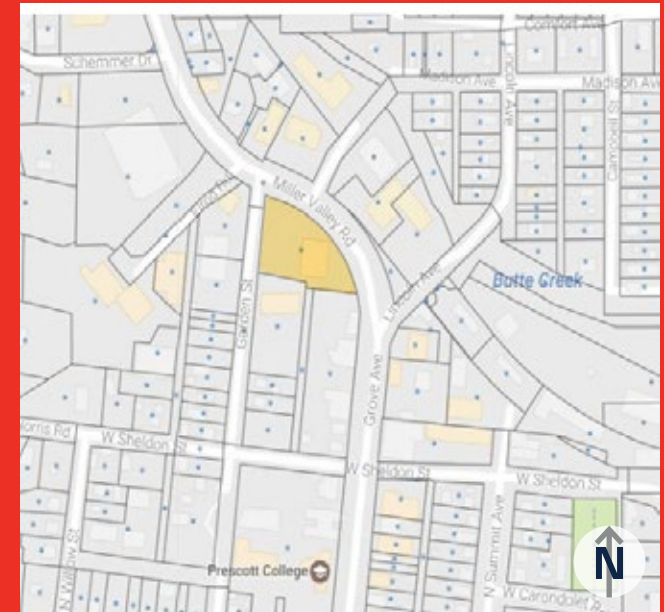 Comfort Ave
Schemmer Dr
Madison Ave
Madison Ave
Lincoln Ave
Campbell St
Miller Valley Rd
Butte Creek
Lincoln Ave
Garden St
Grove Ave
W Sheldon St
W Sheldon St
W Sheldon St
N Willow St
N Summit Ave
Prescott College
W Carondolet
N